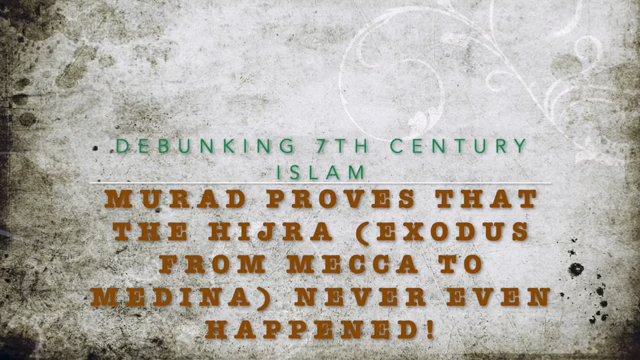 DEBUNKING 7TH CENTURY
ISLAM
MURAD PROVES THAT
THE HIJRA (EXODUS
FROM MECCA TO
MEDINA) NEVER EVEN
HAPPENED!